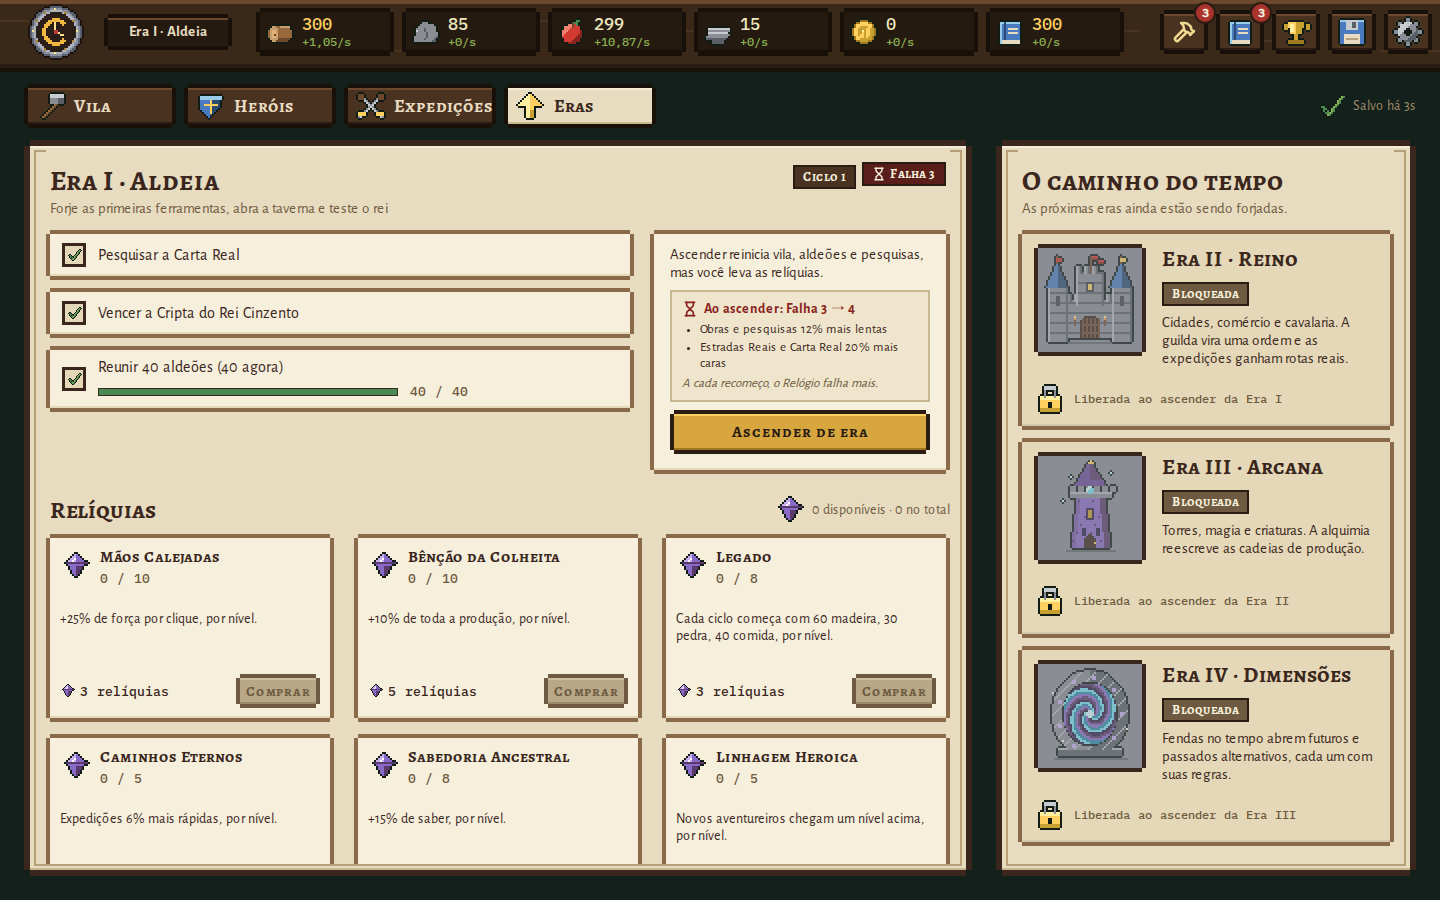 Era I · Aldeia
300
+1,05/s
85
+0/s
299
+10,87/s
15
+0/s
0
+0/s
300
+0/s
3
3
Vila
Heróis
Expedições
Eras
Salvo há 3s
Era I · Aldeia
Ciclo 1
Falha 3
Forje as primeiras ferramentas, abra a taverna e teste o rei
Pesquisar a Carta Real
Vencer a Cripta do Rei Cinzento
Reunir 40 aldeões (40 agora)
40 / 40
Ascender reinicia vila, aldeões e pesquisas,
mas você leva as relíquias.
Ao ascender: Falha 3 → 4
• Obras e pesquisas 12% mais lentas
• Estradas Reais e Carta Real 20% mais
caras
A cada recomeço, o Relógio falha mais.
Ascender de era
Relíquias
0 disponíveis · 0 no total
Mãos Calejadas
0 / 10
+25% de força por clique, por nível.
3 relíquias
Comprar
Bênção da Colheita
0 / 10
+10% de toda a produção, por nível.
5 relíquias
Comprar
Legado
0 / 8
Cada ciclo começa com 60 madeira, 30
pedra, 40 comida, por nível.
3 relíquias
Comprar
Caminhos Eternos
0 / 5
Expedições 6% mais rápidas, por nível.
Sabedoria Ancestral
0 / 8
+15% de saber, por nível.
Linhagem Heroica
0 / 5
Novos aventureiros chegam um nível acima,
por nível.
O caminho do tempo
As próximas eras ainda estão sendo forjadas.
Era II · Reino
Bloqueada
Cidades, comércio e cavalaria. A
guilda vira uma ordem e as
expedições ganham rotas reais.
Liberada ao ascender da Era I
Era III · Arcana
Bloqueada
Torres, magia e criaturas. A alquimia
reescreve as cadeias de produção.
Liberada ao ascender da Era II
Era IV · Dimensões
Bloqueada
Fendas no tempo abrem futuros e
passados alternativos, cada um com
suas regras.
Liberada ao ascender da Era III